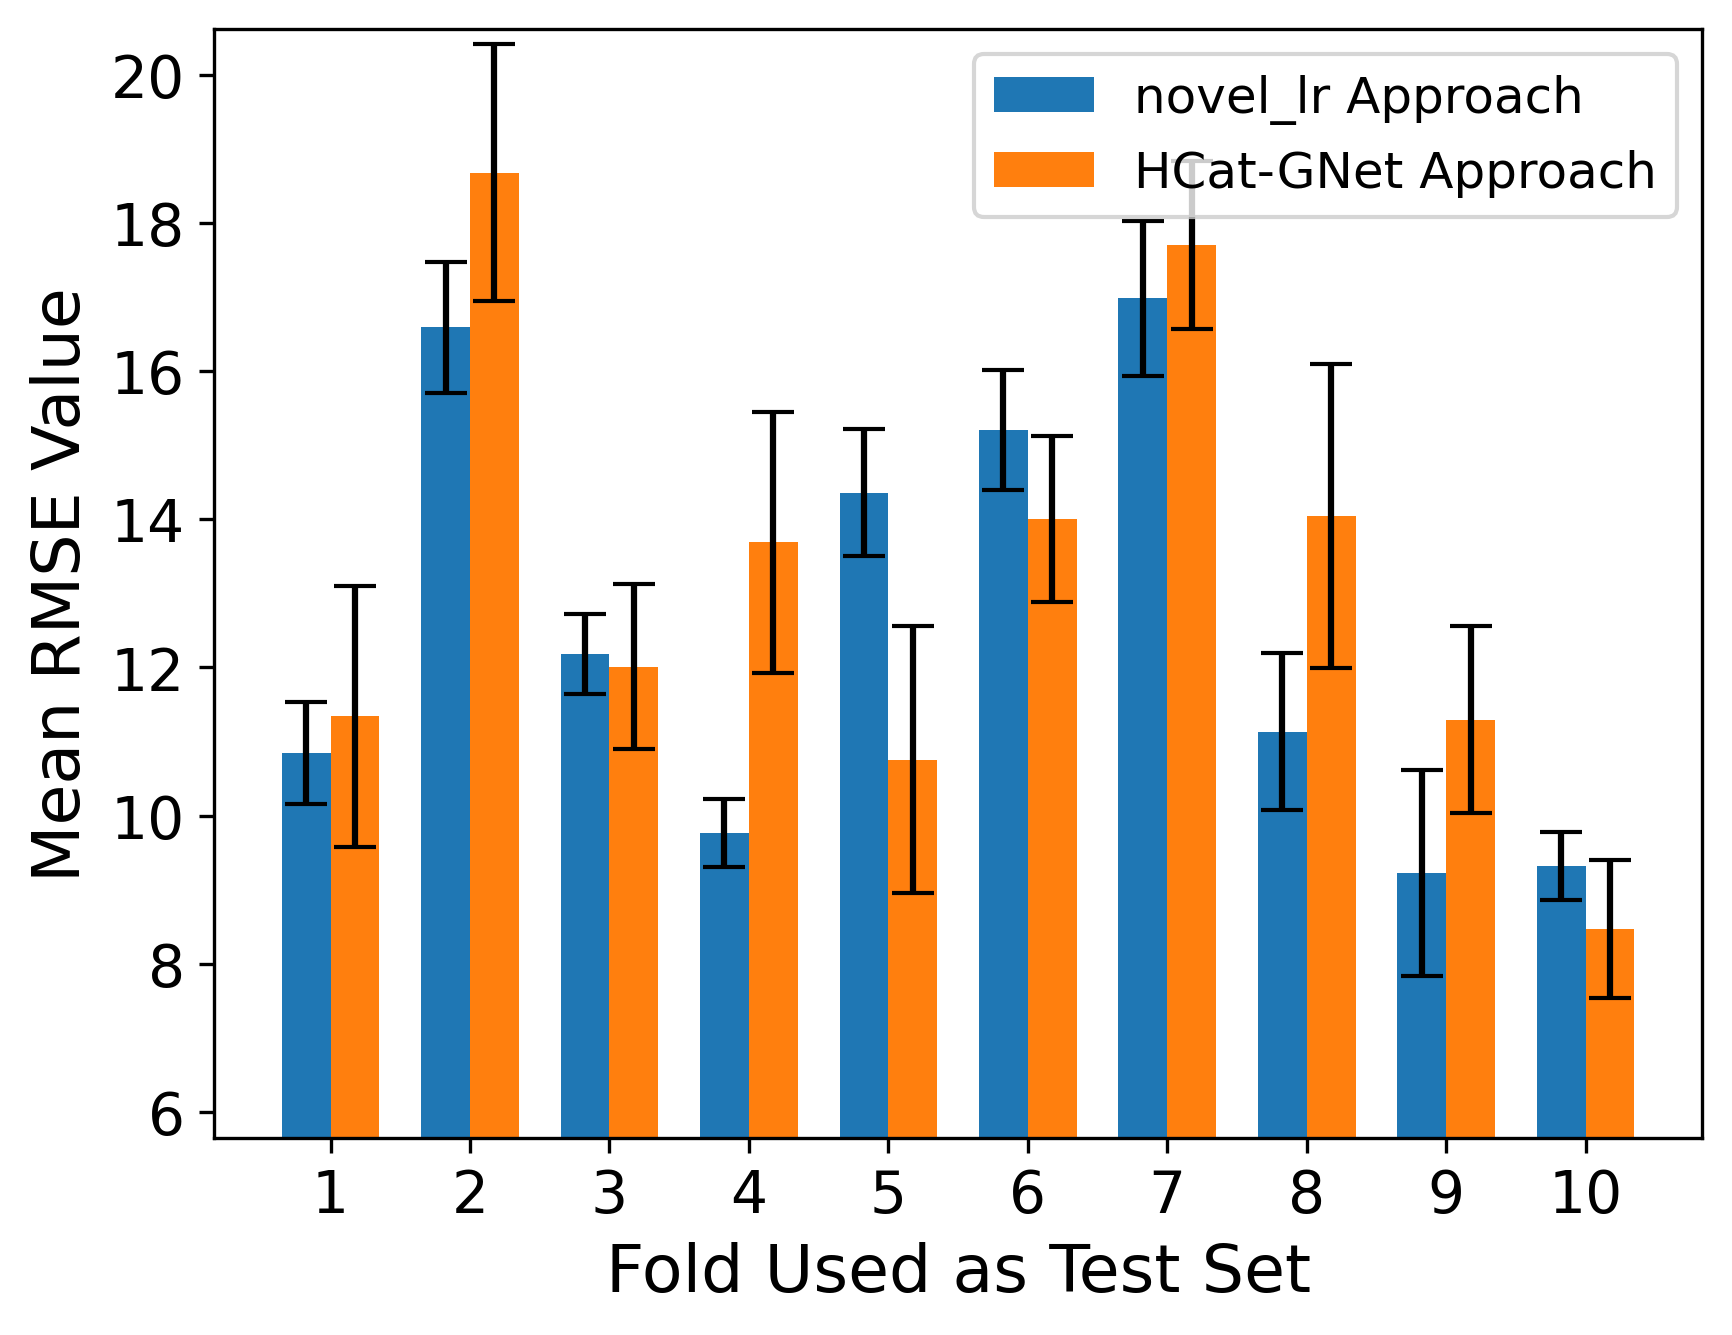 novel_lr Approach
HCat-GNet Approach
Mean RMSE Value
20
18
16
14
12
10
8
6
1 2 3 4 5 6 7 8 9 10
Fold Used as Test Set